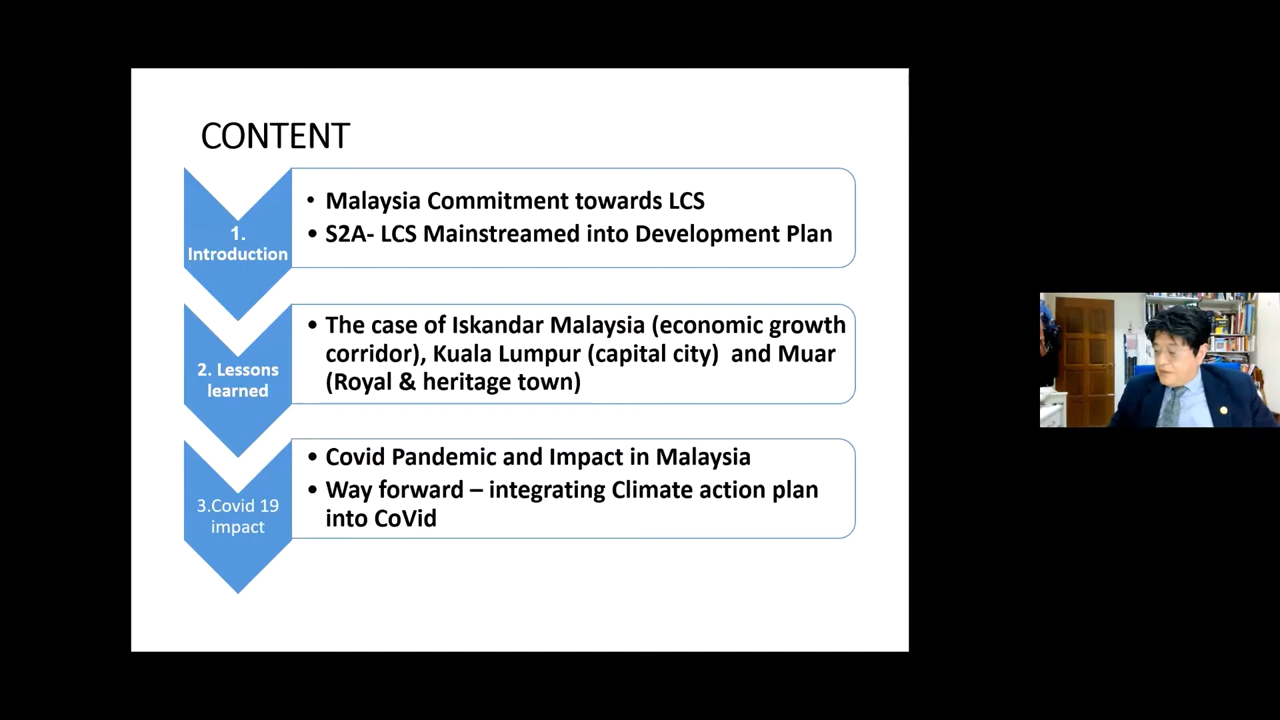 CONTENT
1.
Introduction
• Malaysia Commitment towards LCS
• S2A- LCS Mainstreamed into Development Plan
2. Lessons
learned
• The case of Iskandar Malaysia (economic growth
corridor), Kuala Lumpur (capital city)  and Muar
(Royal & heritage town)
3.Covid 19
impact
• Covid Pandemic and Impact in Malaysia
• Way forward – integrating Climate action plan
into CoVid